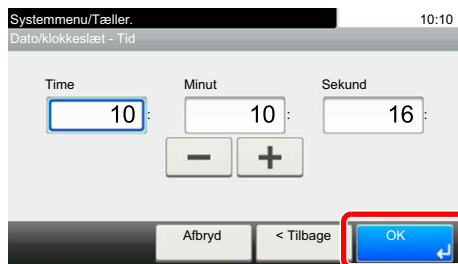 Systemmenu/Tæller. 10:10
Dato/klokkeslæt - Tid
Time Minut Sekund
10 : 10 : 16 :
− +
Afbryd < Tilbage OK